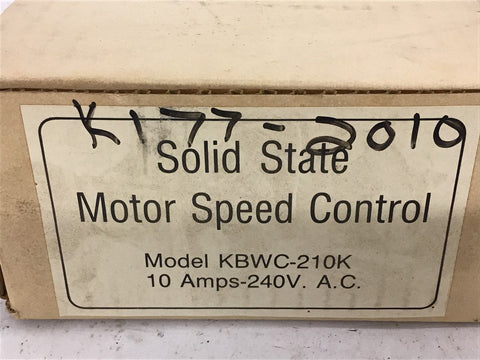 K177-2010
Solid State
Motor Speed Control
Model KBWC-210K
10 Amps-240V. A.C.